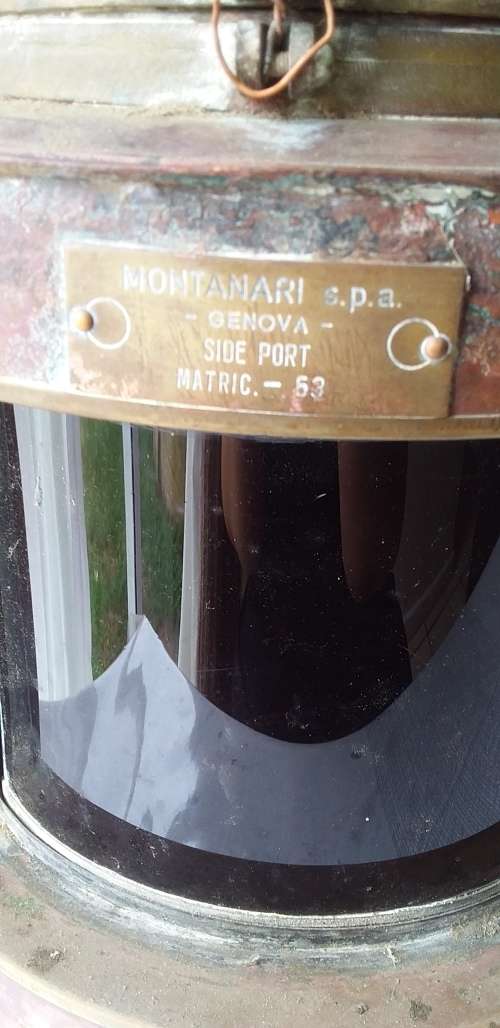 MONTANARI s.p.a.
- GENOVA -
SIDE PORT
MATRIC.- 53